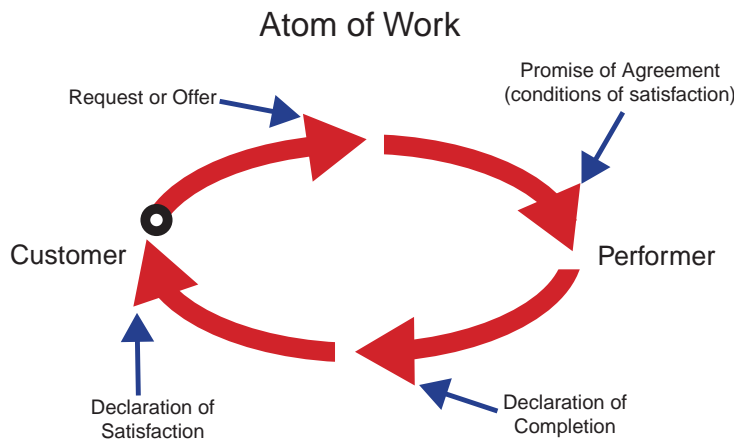 Atom of Work
Request or Offer
Promise of Agreement
(conditions of satisfaction)
Customer
Performer
Declaration of
Satisfaction
Declaration of
Completion